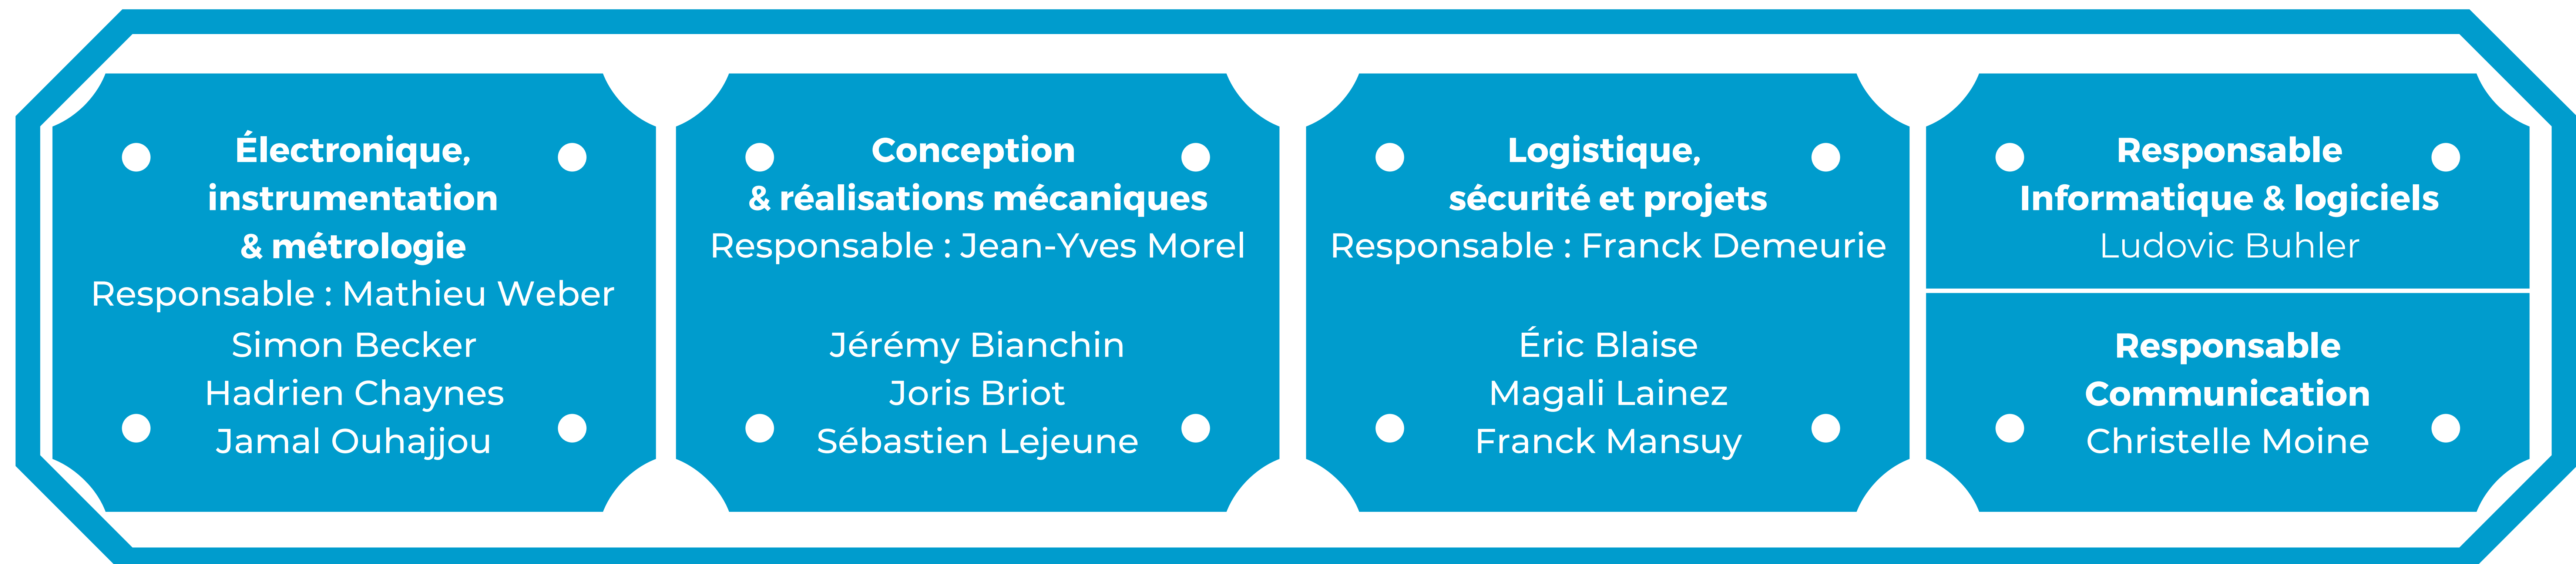 Électronique,
instrumentation
& métrologie
Responsable : Mathieu Weber
Simon Becker
Hadrien Chaynes
Jamal Ouhajjou
Conception
& réalisations mécaniques
Responsable : Jean-Yves Morel
Jérémy Bianchin
Joris Briot
Sébastien Lejeune
Logistique,
sécurité et projets
Responsable : Franck Demeurie
Éric Blaise
Magali Lainez
Franck Mansuy
Responsable
Informatique & logiciels
Ludovic Buhler
Responsable
Communication
Christelle Moine